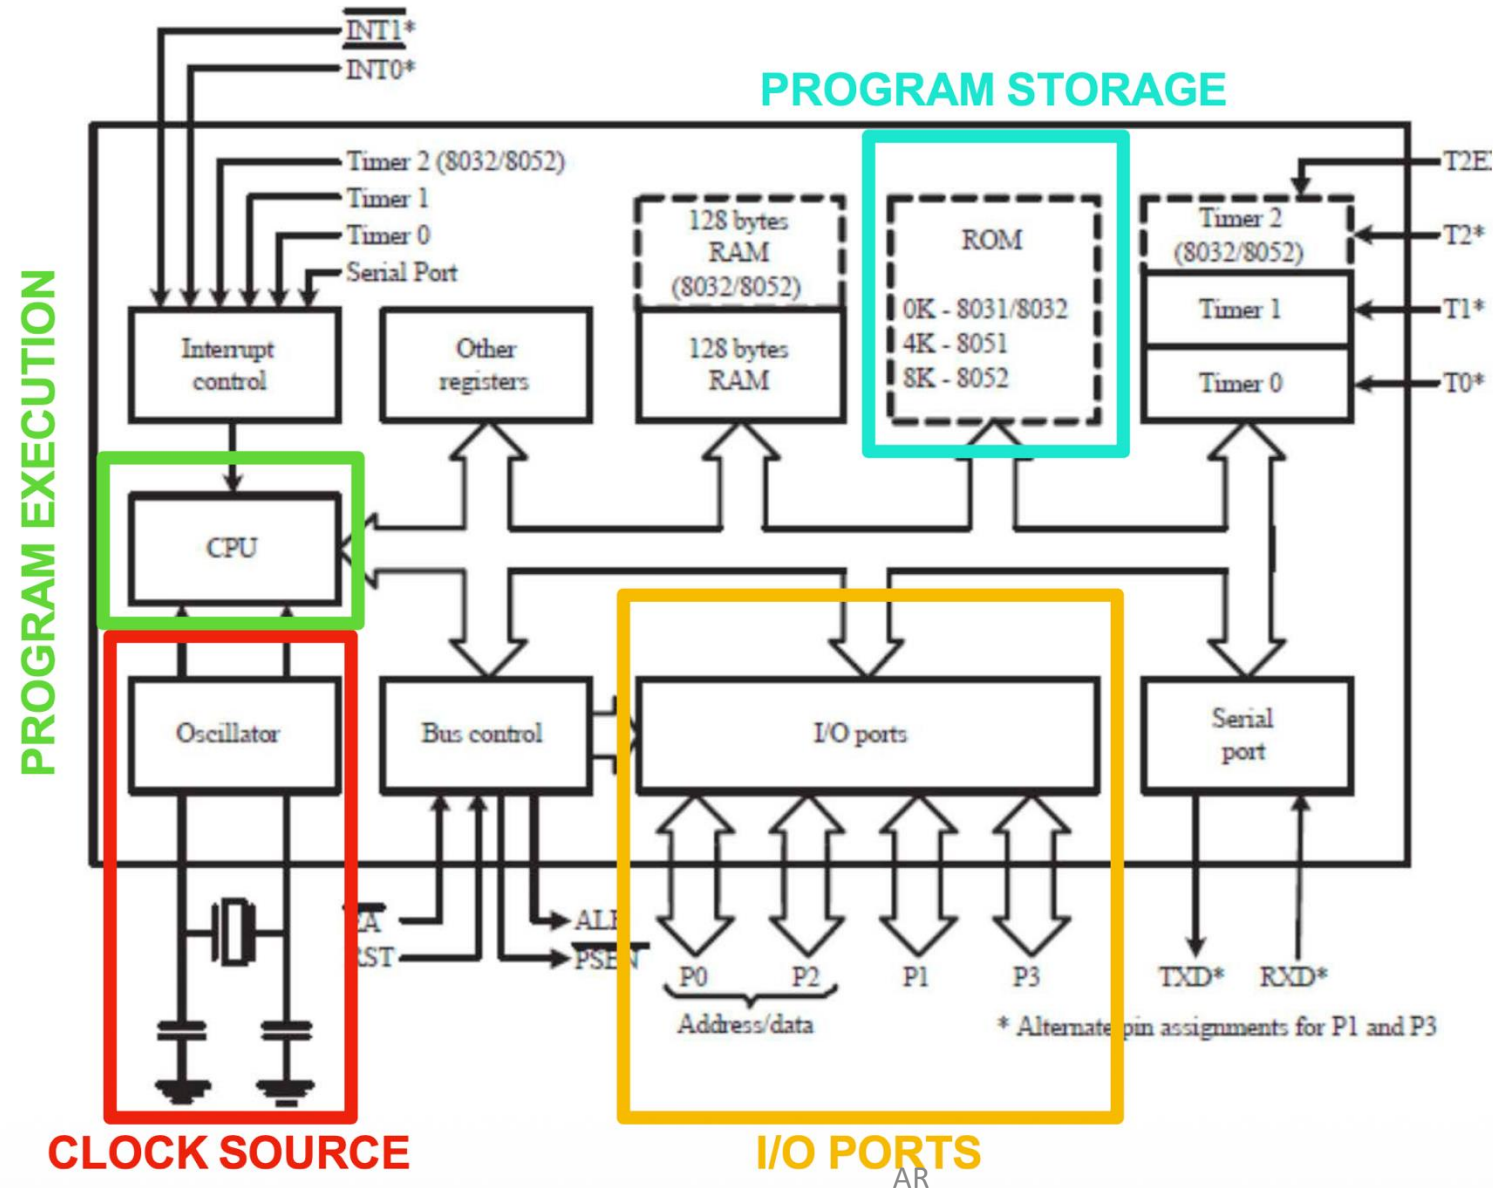 INT1*
INT0*
PROGRAM STORAGE
Timer 2 (8032/8052)
Timer 1
Timer 0
Serial Port
T2EX
T2*
T1*
T0*
128 bytes
RAM
(8032/8052)
128 bytes
RAM
ROM
0K - 8031/8032
4K - 8051
8K - 8052
Timer 2
(8032/8052)
Timer 1
Timer 0
Interrupt
control
Other
registers
PROGRAM EXECUTION
CPU
Oscillator
Bus control
I/O ports
Serial
port
EA
RST
ALE
PSEN
P0
P2
P1
P3
TXD*
RXD*
Address/data
* Alternate pin assignments for P1 and P3
CLOCK SOURCE
I/O PORTS
AR